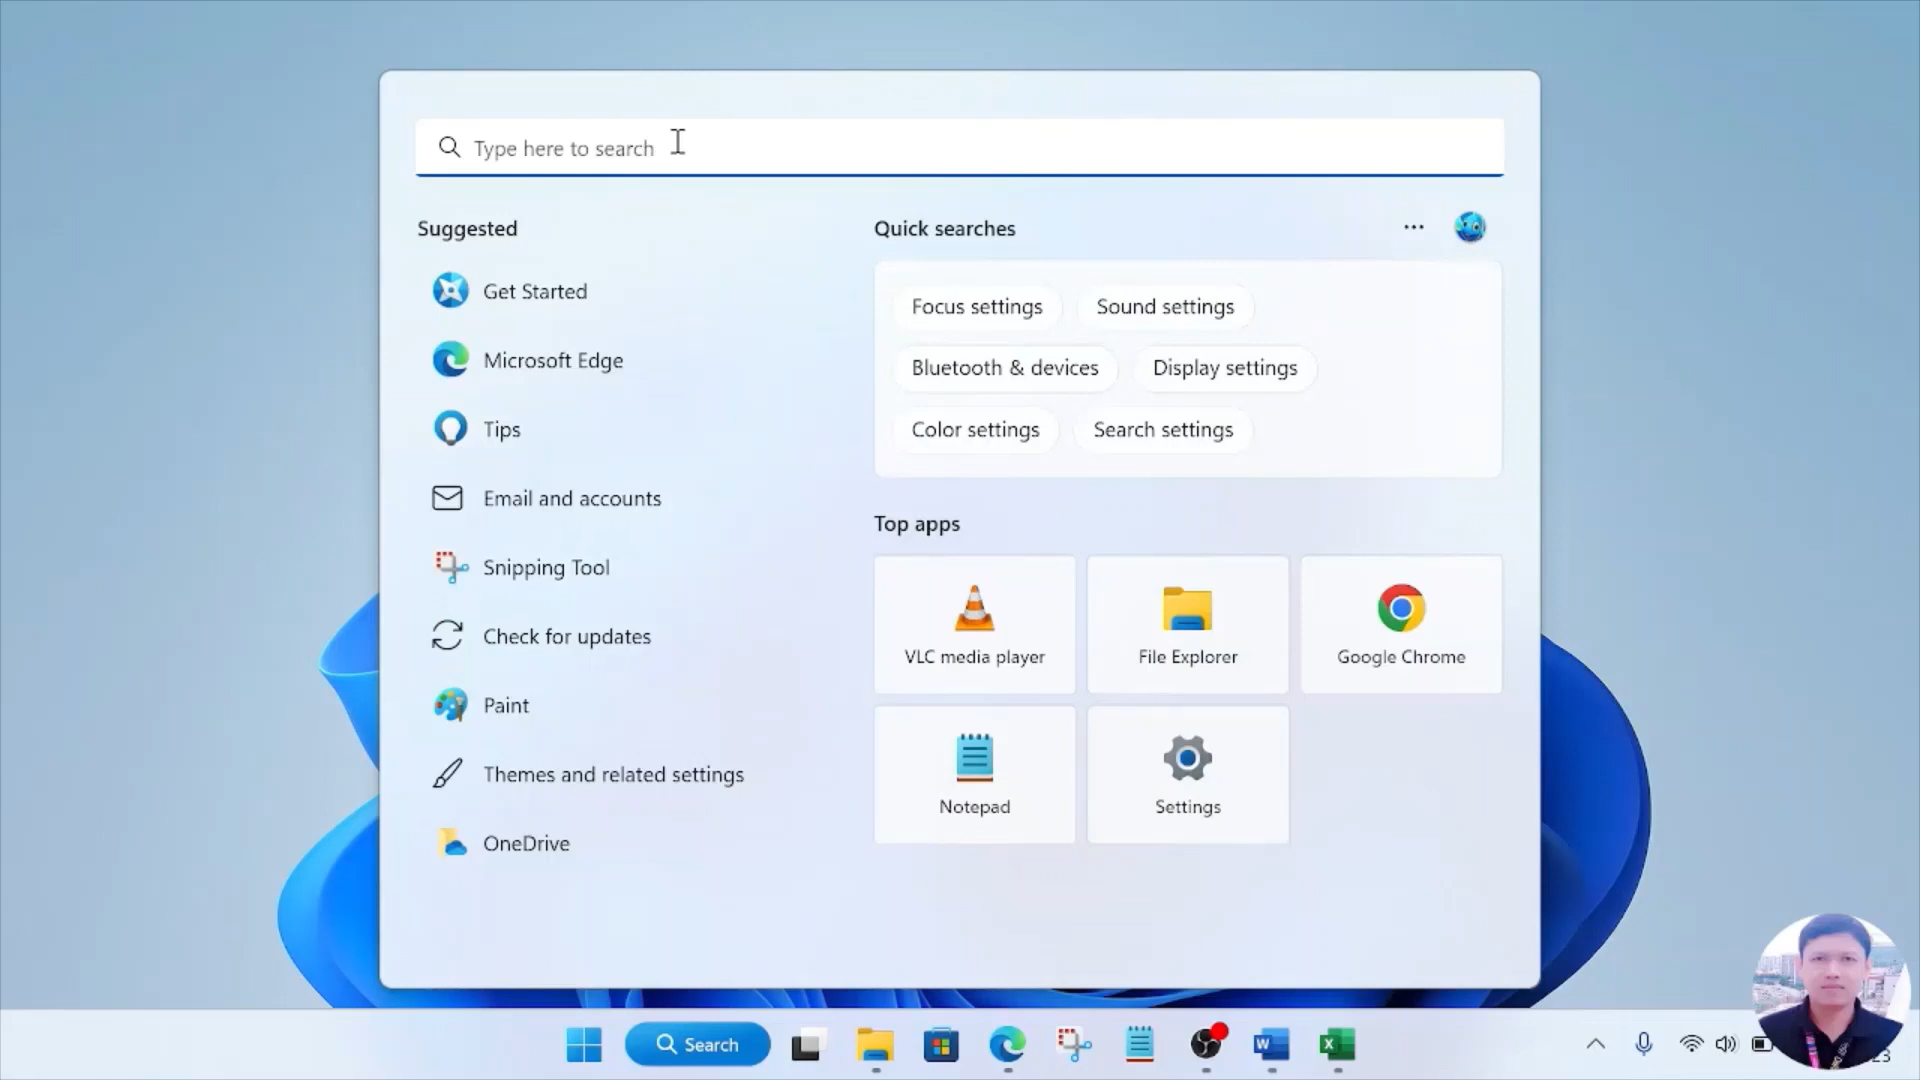 Type here to search
Suggested
Get Started
Microsoft Edge
Tips
Email and accounts
Snipping Tool
Check for updates
Paint
Themes and related settings
OneDrive
Quick searches
Focus settings
Sound settings
Bluetooth & devices
Display settings
Color settings
Search settings
Top apps
VLC media player
File Explorer
Google Chrome
Notepad
Settings
Search